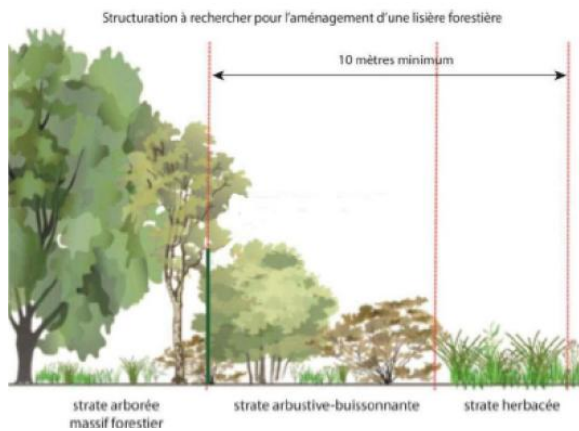 Structuration à rechercher pour l'aménagement d'une lisière forestière
10 mètres minimum
strate arborée
massif forestier
strate arbustive-buissonnante
strate herbacée